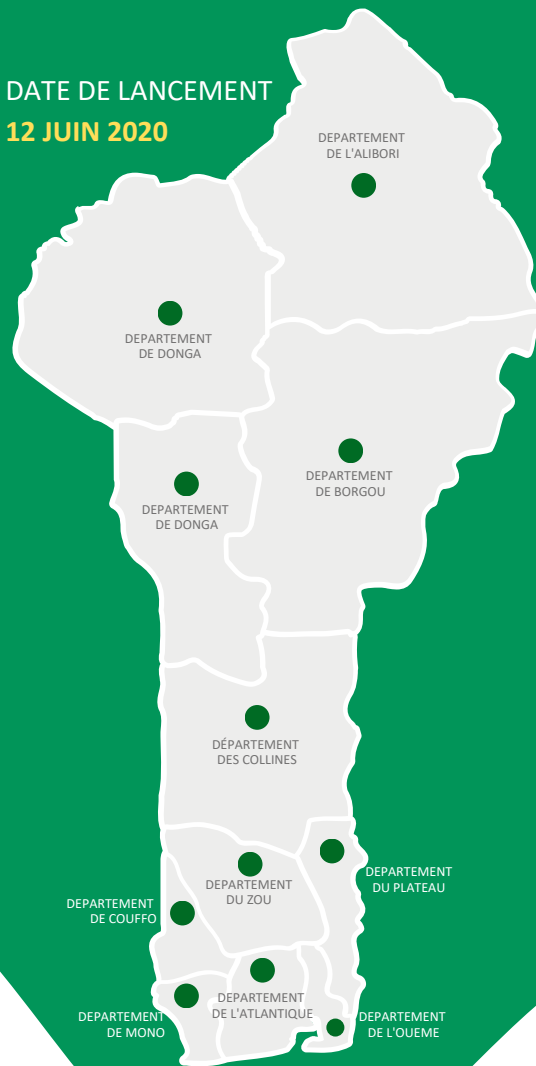 DATE DE LANCEMENT
12 JUIN 2020
DEPARTEMENT
DE L'ALIBORI
DEPARTEMENT
DE DONGA
DEPARTEMENT
DE BORGOU
DEPARTEMENT
DE DONGA
DÉPARTEMENT
DES COLLINES
DEPARTEMENT
DU PLATEAU
DEPARTEMENT
DU ZOU
DEPARTEMENT
DE COUFFO
DEPARTEMENT
DE L'ATLANTIQUE
DEPARTEMENT
DE MONO
DEPARTEMENT
DE L'OUEME